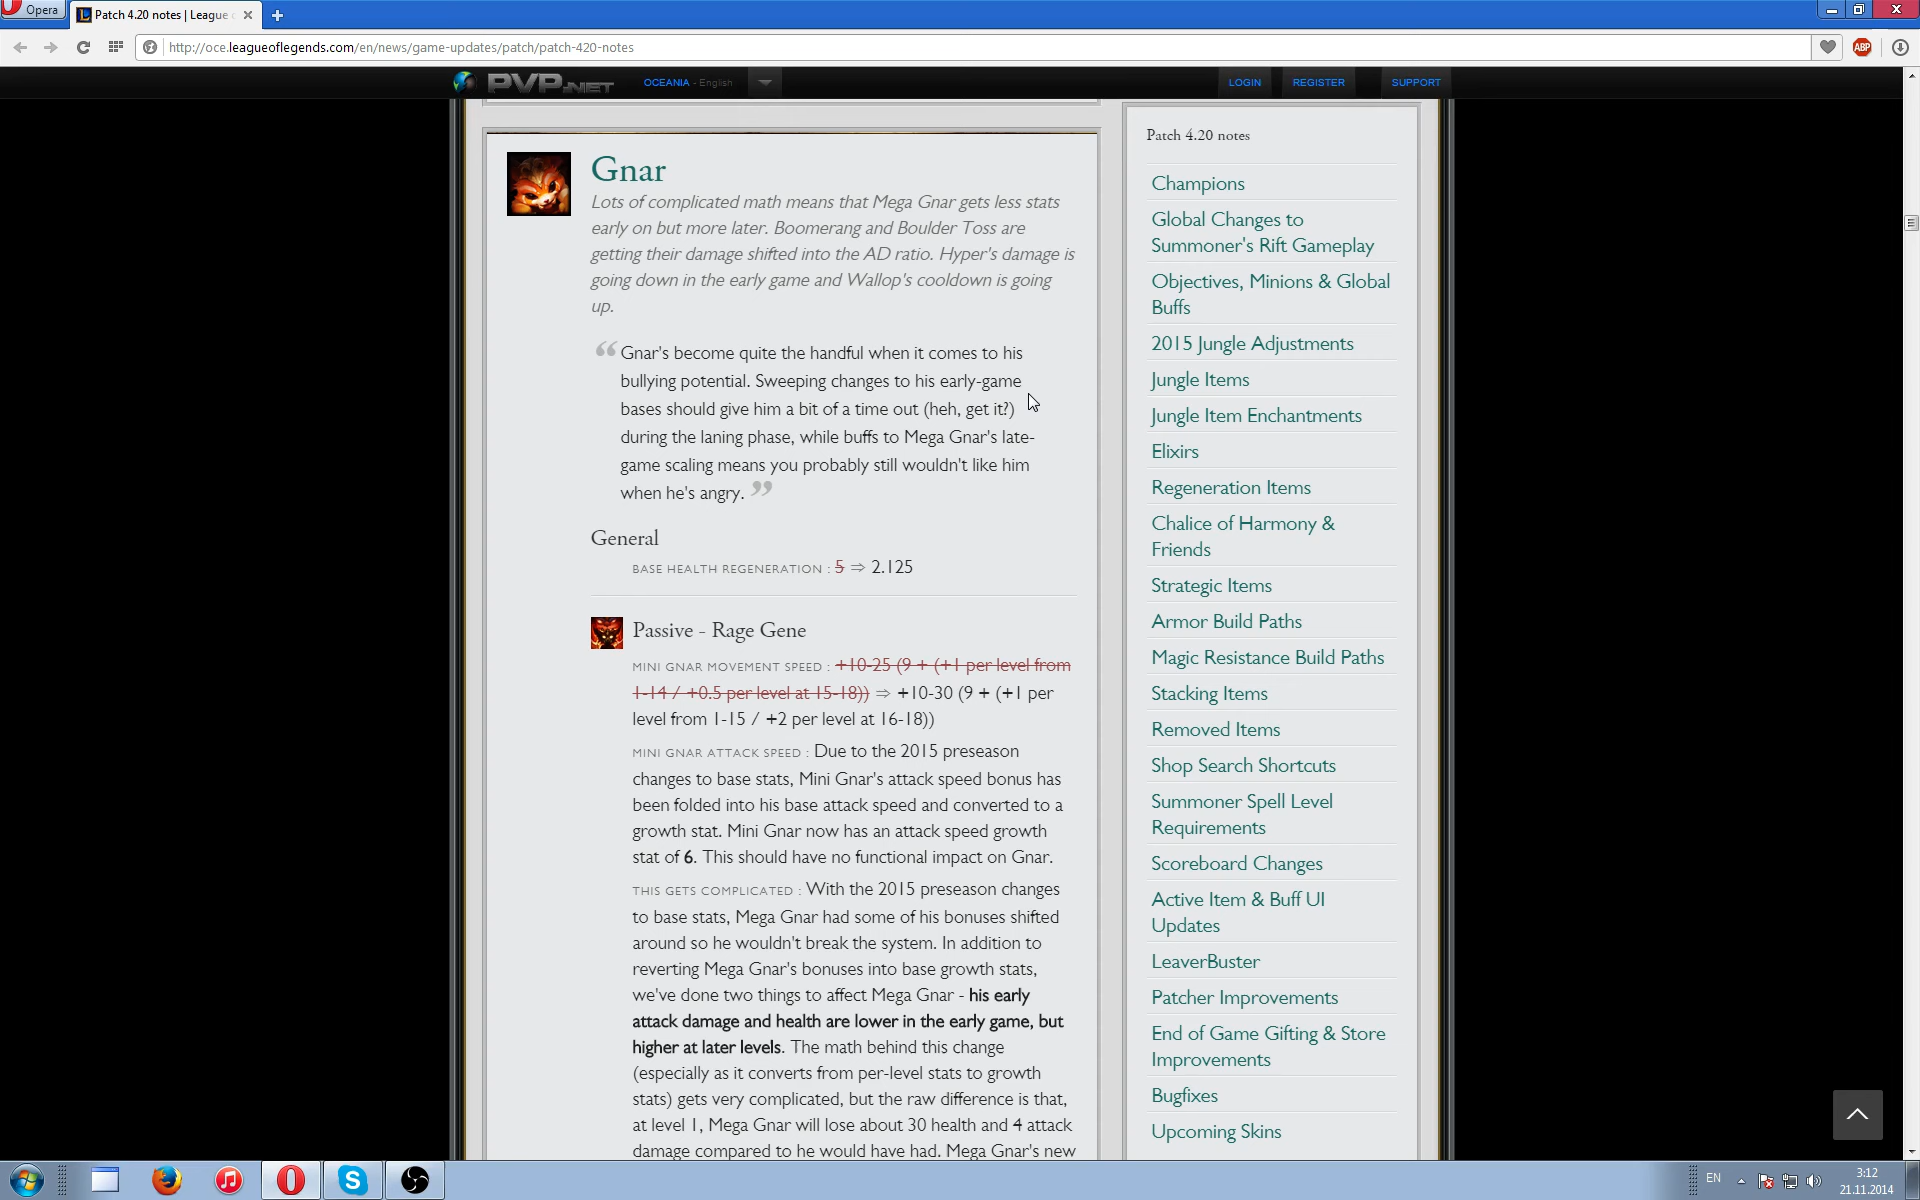 Opera
Patch 4.20 notes | League
http://oce.leagueoflegends.com/en/news/game-updates/patch/patch-420-notes
ABP
PVP.NET
OCEANIA - English
LOGIN
REGISTER
SUPPORT
Gnar
Lots of complicated math means that Mega Gnar gets less stats
early on but more later. Boomerang and Boulder Toss are
getting their damage shifted into the AD ratio. Hyper's damage is
going down in the early game and Wallop's cooldown is going
up.
“ Gnar's become quite the handful when it comes to his
bullying potential. Sweeping changes to his early-game
bases should give him a bit of a time out (heh, get it?)
during the laning phase, while buffs to Mega Gnar's late-
game scaling means you probably still wouldn't like him
when he's angry. ”
General
BASE HEALTH REGENERATION : 5 ⇒ 2.125
Passive - Rage Gene
MINI GNAR MOVEMENT SPEED : +10-25 (9 + (+1 per level from
1-14 / +0.5 per level at 15-18)) ⇒ +10-30 (9 + (+1 per
level from 1-15 / +2 per level at 16-18))
MINI GNAR ATTACK SPEED : Due to the 2015 preseason
changes to base stats, Mini Gnar's attack speed bonus has
been folded into his base attack speed and converted to a
growth stat. Mini Gnar now has an attack speed growth
stat of 6. This should have no functional impact on Gnar.
THIS GETS COMPLICATED : With the 2015 preseason changes
to base stats, Mega Gnar had some of his bonuses shifted
around so he wouldn't break the system. In addition to
reverting Mega Gnar's bonuses into base growth stats,
we've done two things to affect Mega Gnar - his early
attack damage and health are lower in the early game, but
higher at later levels. The math behind this change
(especially as it converts from per-level stats to growth
stats) gets very complicated, but the raw difference is that,
at level 1, Mega Gnar will lose about 30 health and 4 attack
damage compared to he would have had. Mega Gnar's new
Patch 4.20 notes
Champions
Global Changes to
Summoner's Rift Gameplay
Objectives, Minions & Global
Buffs
2015 Jungle Adjustments
Jungle Items
Jungle Item Enchantments
Elixirs
Regeneration Items
Chalice of Harmony &
Friends
Strategic Items
Armor Build Paths
Magic Resistance Build Paths
Stacking Items
Removed Items
Shop Search Shortcuts
Summoner Spell Level
Requirements
Scoreboard Changes
Active Item & Buff UI
Updates
LeaverBuster
Patcher Improvements
End of Game Gifting & Store
Improvements
Bugfixes
Upcoming Skins
EN
3:12
21.11.2014